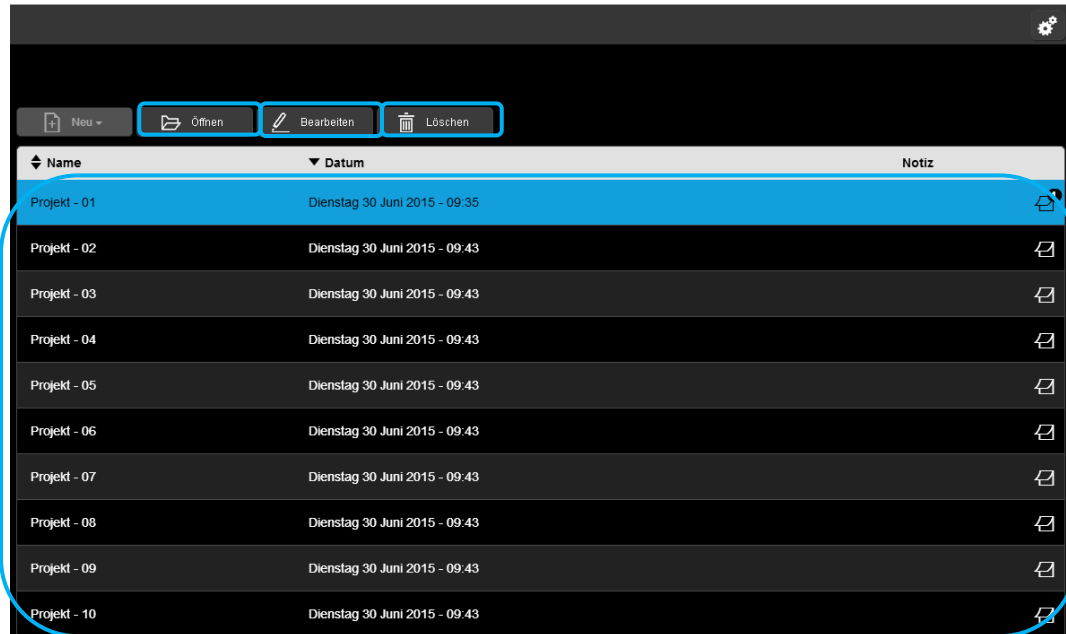 Neu Öffnen Bearbeiten Löschen
Name Datum Notiz
Projekt - 01 Dienstag 30 Juni 2015 - 09:35
Projekt - 02 Dienstag 30 Juni 2015 - 09:43
Projekt - 03 Dienstag 30 Juni 2015 - 09:43
Projekt - 04 Dienstag 30 Juni 2015 - 09:43
Projekt - 05 Dienstag 30 Juni 2015 - 09:43
Projekt - 06 Dienstag 30 Juni 2015 - 09:43
Projekt - 07 Dienstag 30 Juni 2015 - 09:43
Projekt - 08 Dienstag 30 Juni 2015 - 09:43
Projekt - 09 Dienstag 30 Juni 2015 - 09:43
Projekt - 10 Dienstag 30 Juni 2015 - 09:43